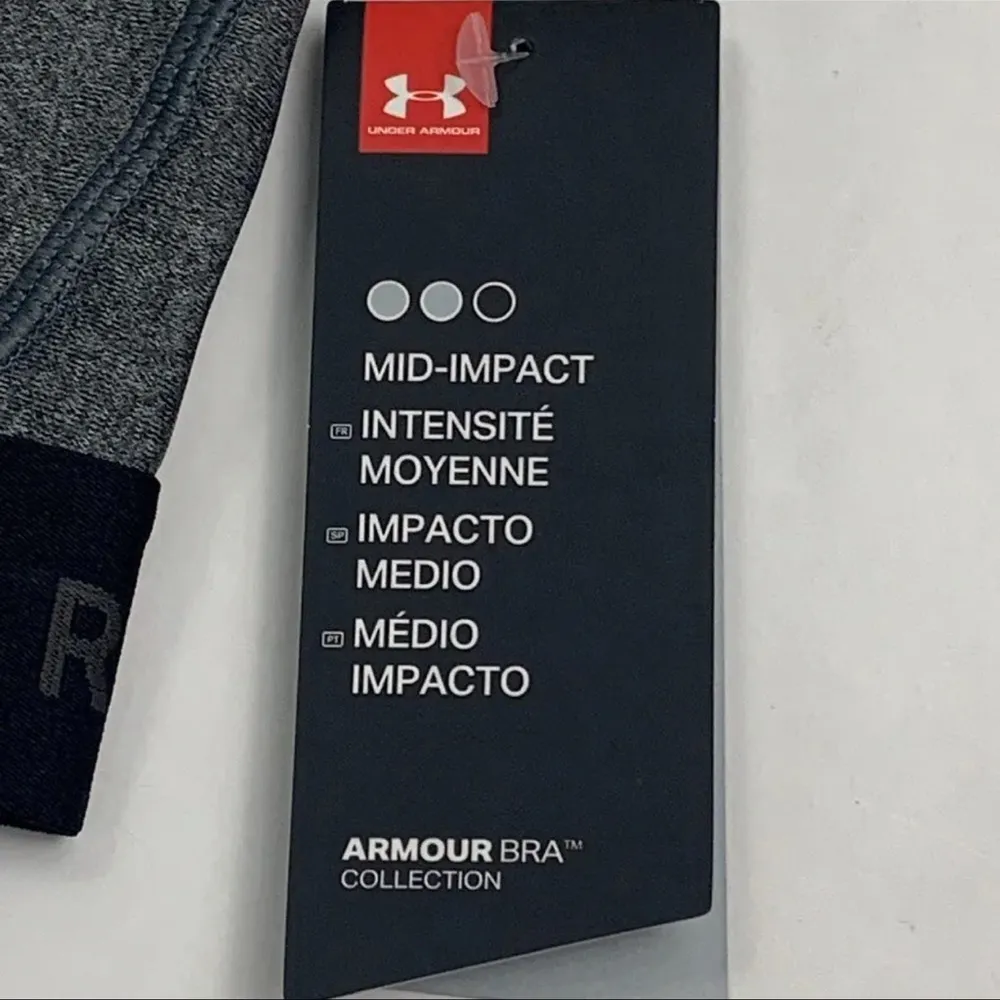 UNDER ARMOUR
MID-IMPACT
FR INTENSITÉ
MOYENNE
SP IMPACTO
MEDIO
PT MÉDIO
IMPACTO
R
ARMOUR BRA™
COLLECTION